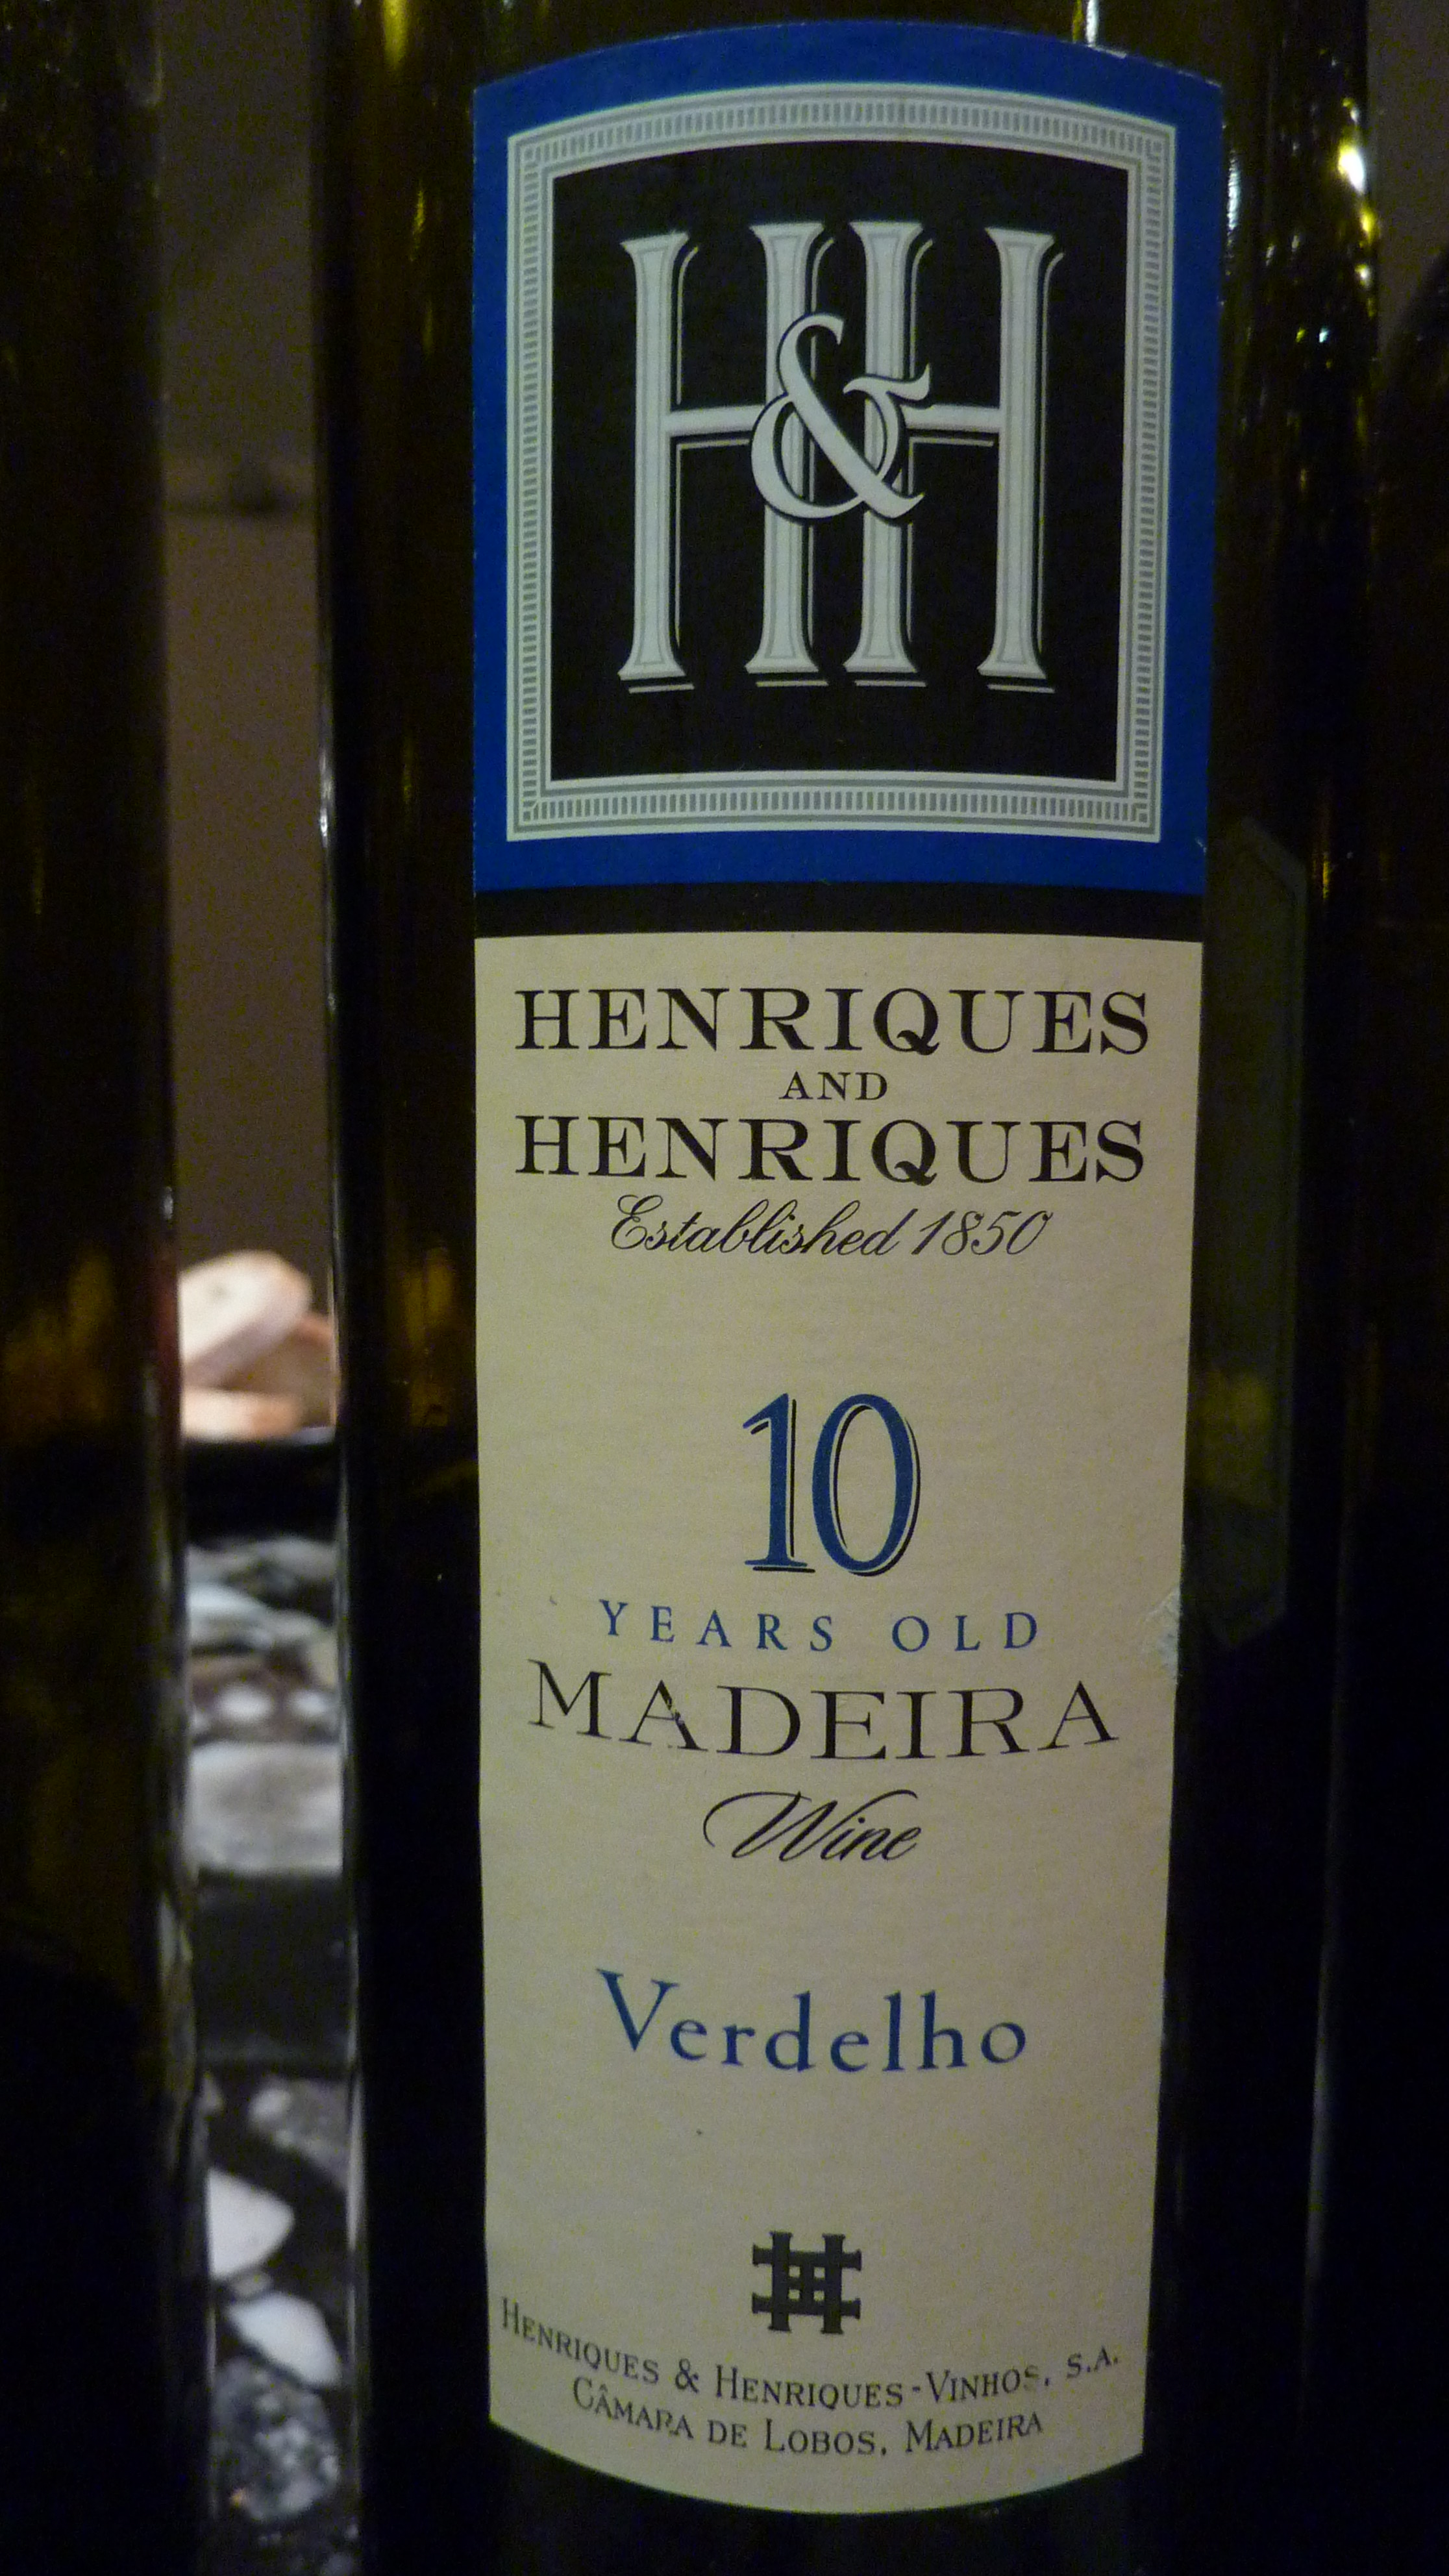 H&H
HENRIQUES
AND
HENRIQUES
Established 1850
10
YEARS OLD
MADEIRA
Wine
Verdelho
HENRIQUES & HENRIQUES-VINHOS, S.A.
CÂMARA DE LOBOS, MADEIRA